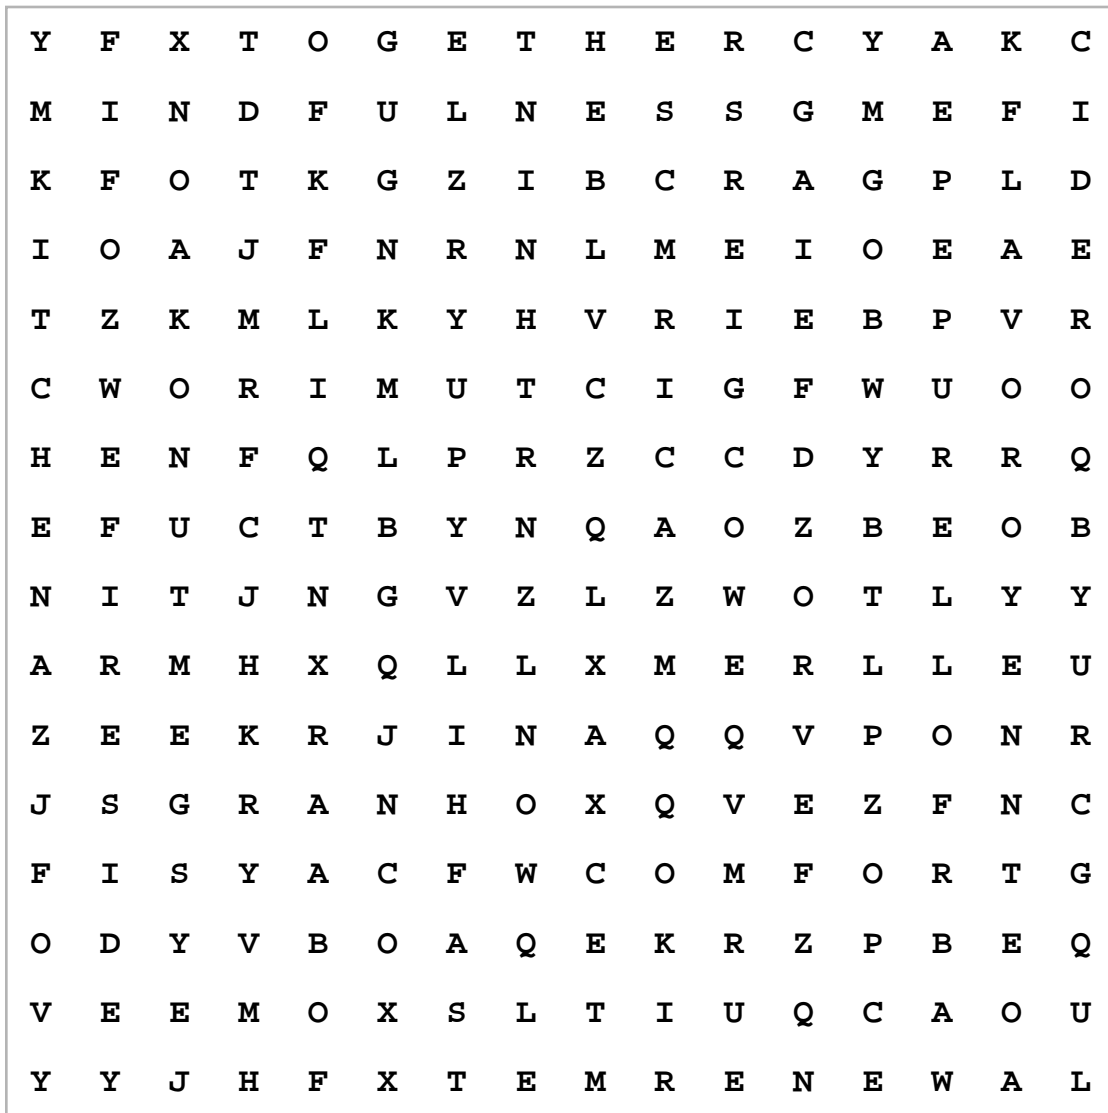 Y F X T O G E T H E R C Y A K C
M I N D F U L N E S S G M E F I
K F O T K G Z I B C R A G P L D
I O A J F N R N L M E I O E A E
T Z K M L K Y H V R I E B P V R
C W O R I M U T C I G F W U O O
H E N F Q L P R Z C C D Y R R Q
E F U C T B Y N Q A O Z B E O B
N I T J N G V Z L Z W O T L Y Y
A R M H X Q L L X M E R L L E U
Z E E K R J I N A Q Q V P O N R
J S G R A N H O X Q V E Z F N C
F I S Y A C F W C O M F O R T G
O D Y V B O A Q E K R Z P B E Q
V E E M O X S L T I U Q C A O U
Y Y J H F X T E M R E N E W A L